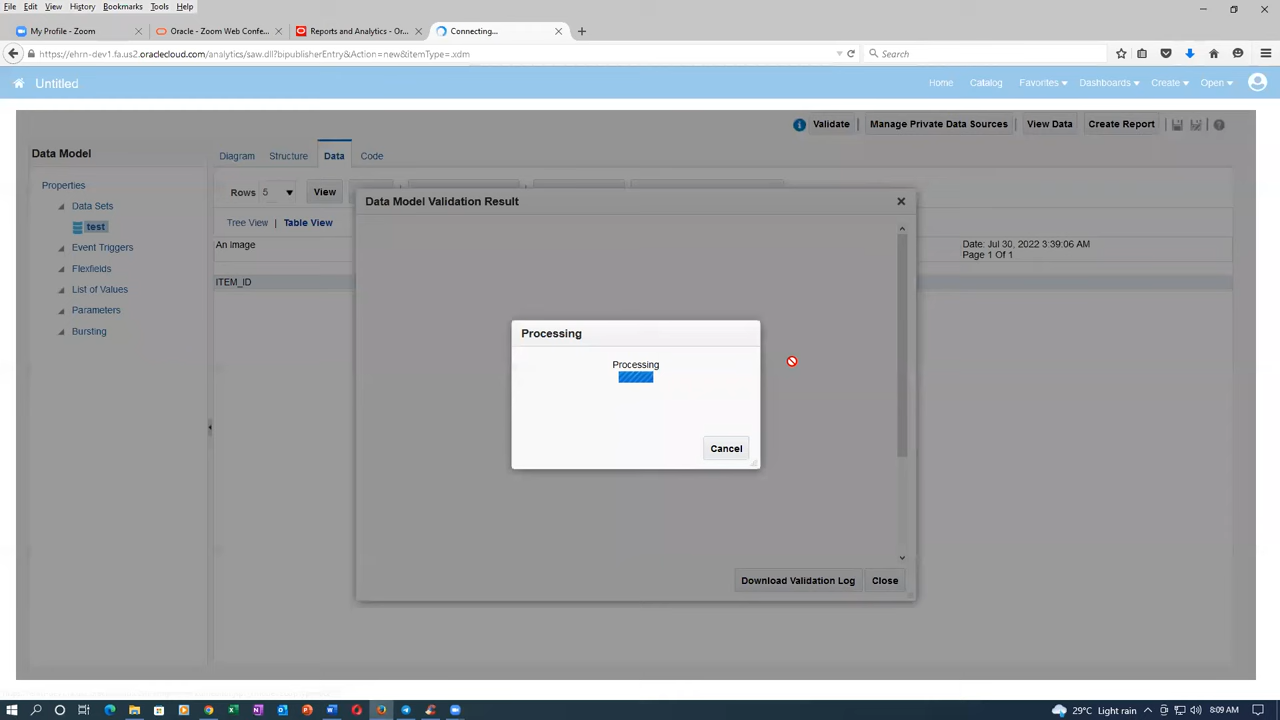 File Edit View History Bookmarks Tools Help
My Profile - Zoom
Oracle - Zoom Web Confe...
Reports and Analytics - Or...
Connecting...
https://ehrn-dev1.fa.us2.oraclecloud.com/analytics/saw.dll?bipublisherEntry&Action=new&itemType=.xdm
Search
Untitled
Home Catalog Favorites Dashboards Create Open
Validate Manage Private Data Sources View Data Create Report
Data Model
Diagram Structure Data Code
Properties
Rows 5 View
Data Sets
test
Event Triggers
Flexfields
List of Values
Parameters
Bursting
Tree View Table View
An image
Date: Jul 30, 2022 3:39:06 AM
Page 1 Of 1
ITEM_ID
Data Model Validation Result
Processing
Processing
Cancel
Download Validation Log Close
29°C Light rain
8:09 AM